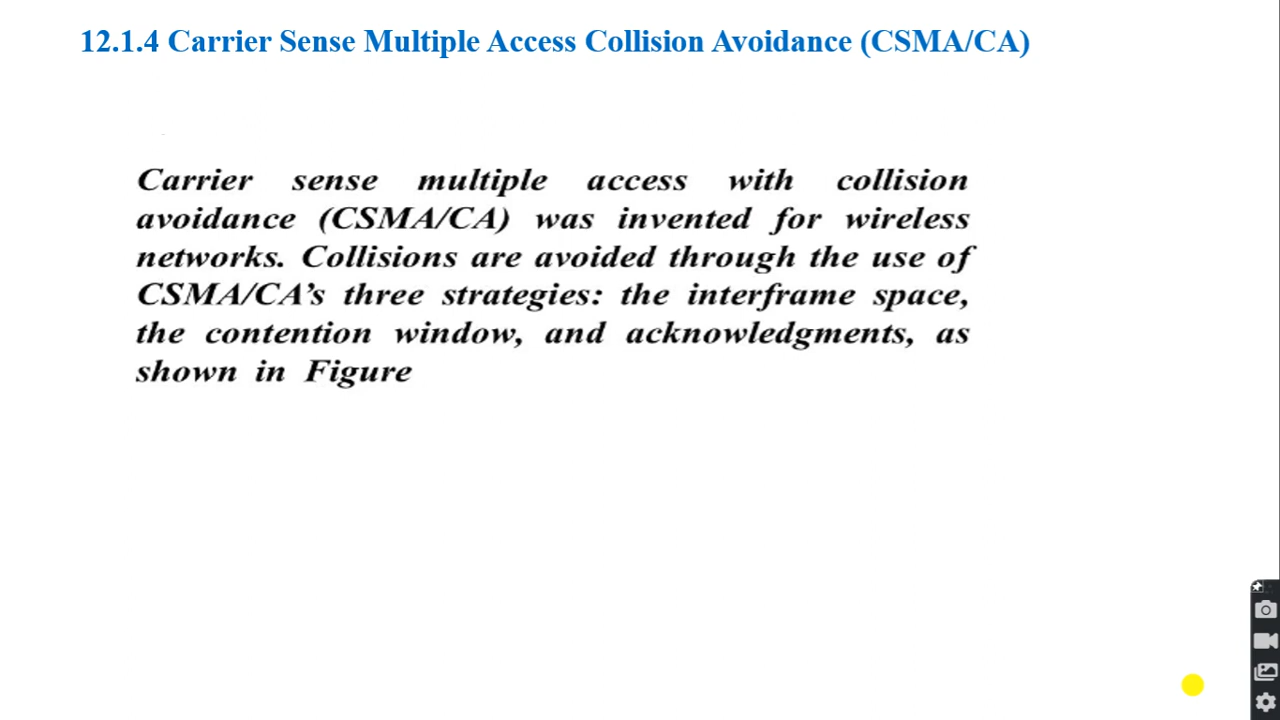 12.1.4 Carrier Sense Multiple Access Collision Avoidance (CSMA/CA)
Carrier sense multiple access with collision
avoidance (CSMA/CA) was invented for wireless
networks. Collisions are avoided through the use of
CSMA/CA’s three strategies: the interframe space,
the contention window, and acknowledgments, as
shown in Figure